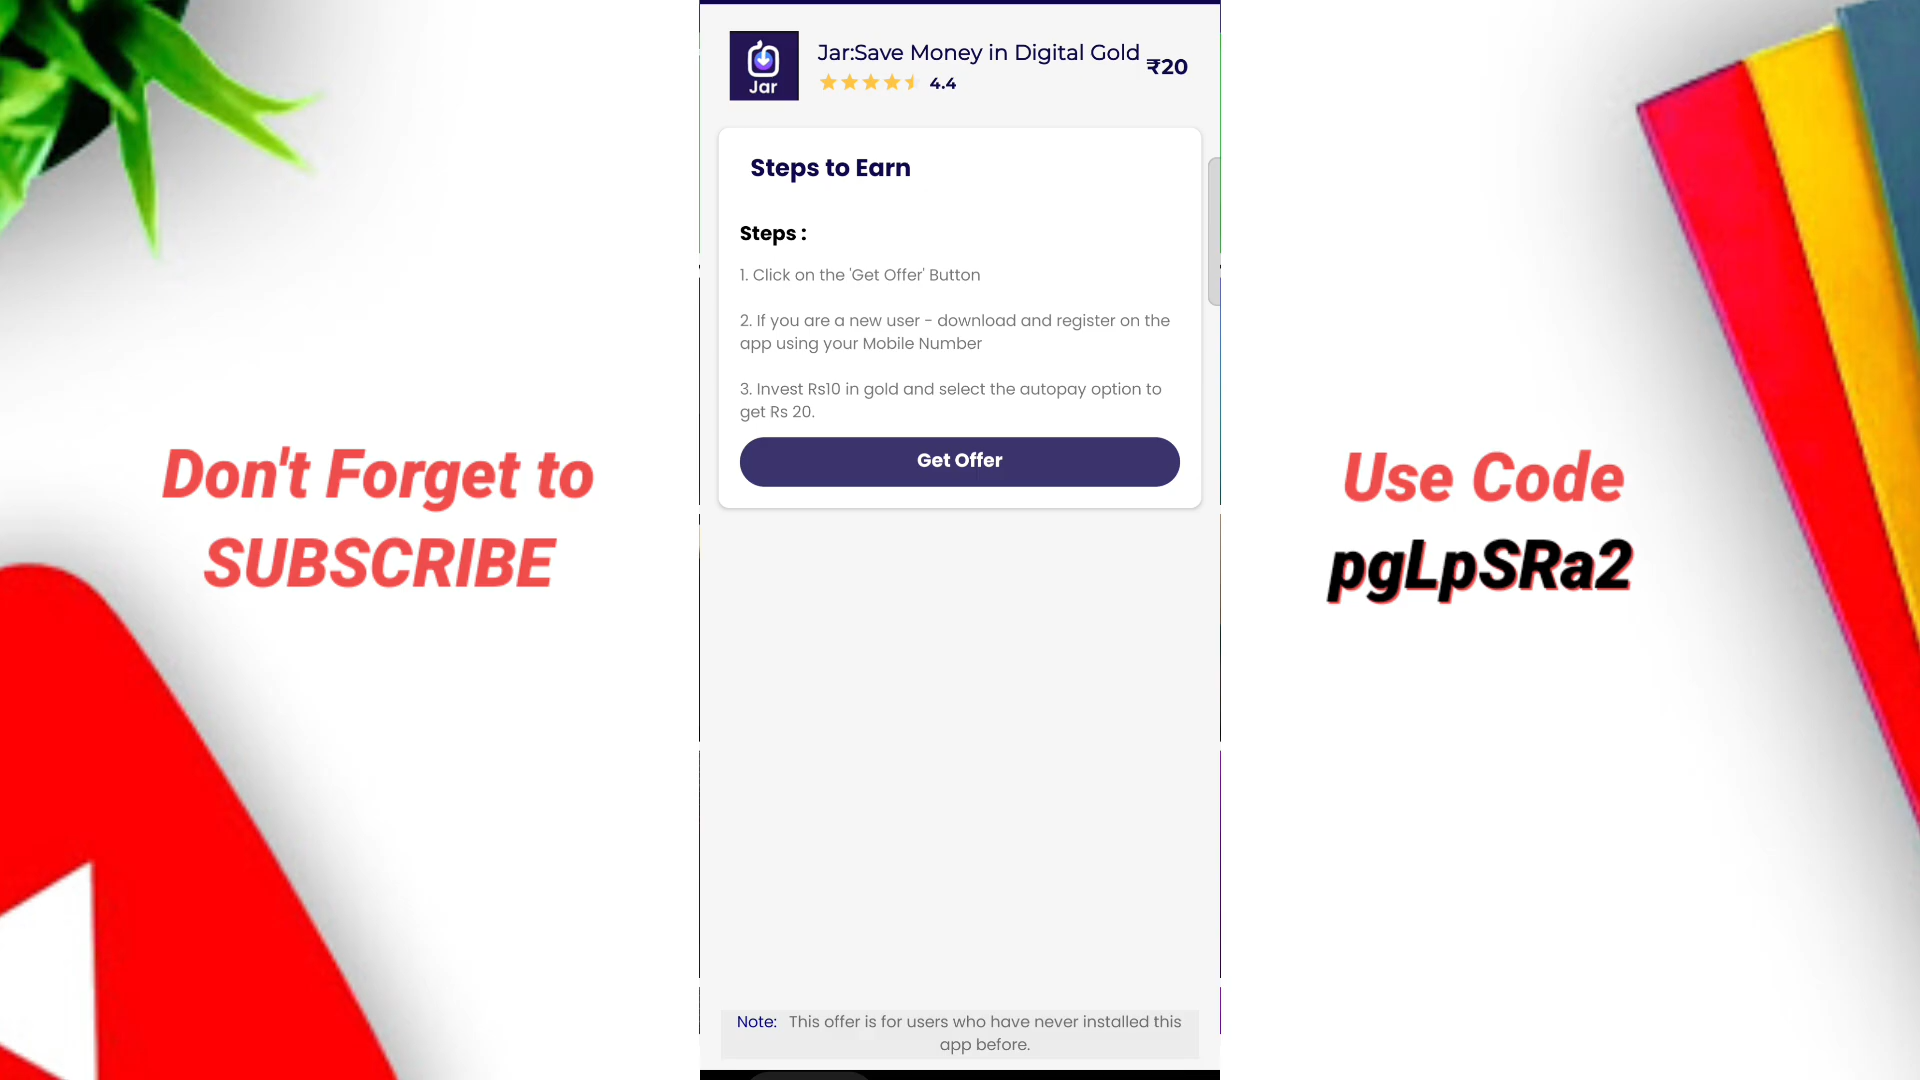 Jar
Jar:Save Money in Digital Gold
4.4
₹20
Steps to Earn
Steps :
1. Click on the 'Get Offer' Button
2. If you are a new user - download and register on the
app using your Mobile Number
3. Invest Rs10 in gold and select the autopay option to
get Rs 20.
Get Offer
Note: This offer is for users who have never installed this
app before.
Don't Forget to
SUBSCRIBE
Use Code
pgLpSRa2